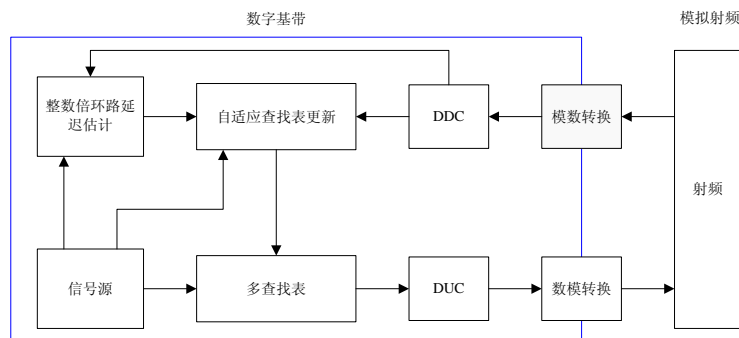 数字基带
模拟射频
整数倍环路延
迟估计
自适应查找表更新
DDC
模数转换
射频
信号源
多查找表
DUC
数模转换